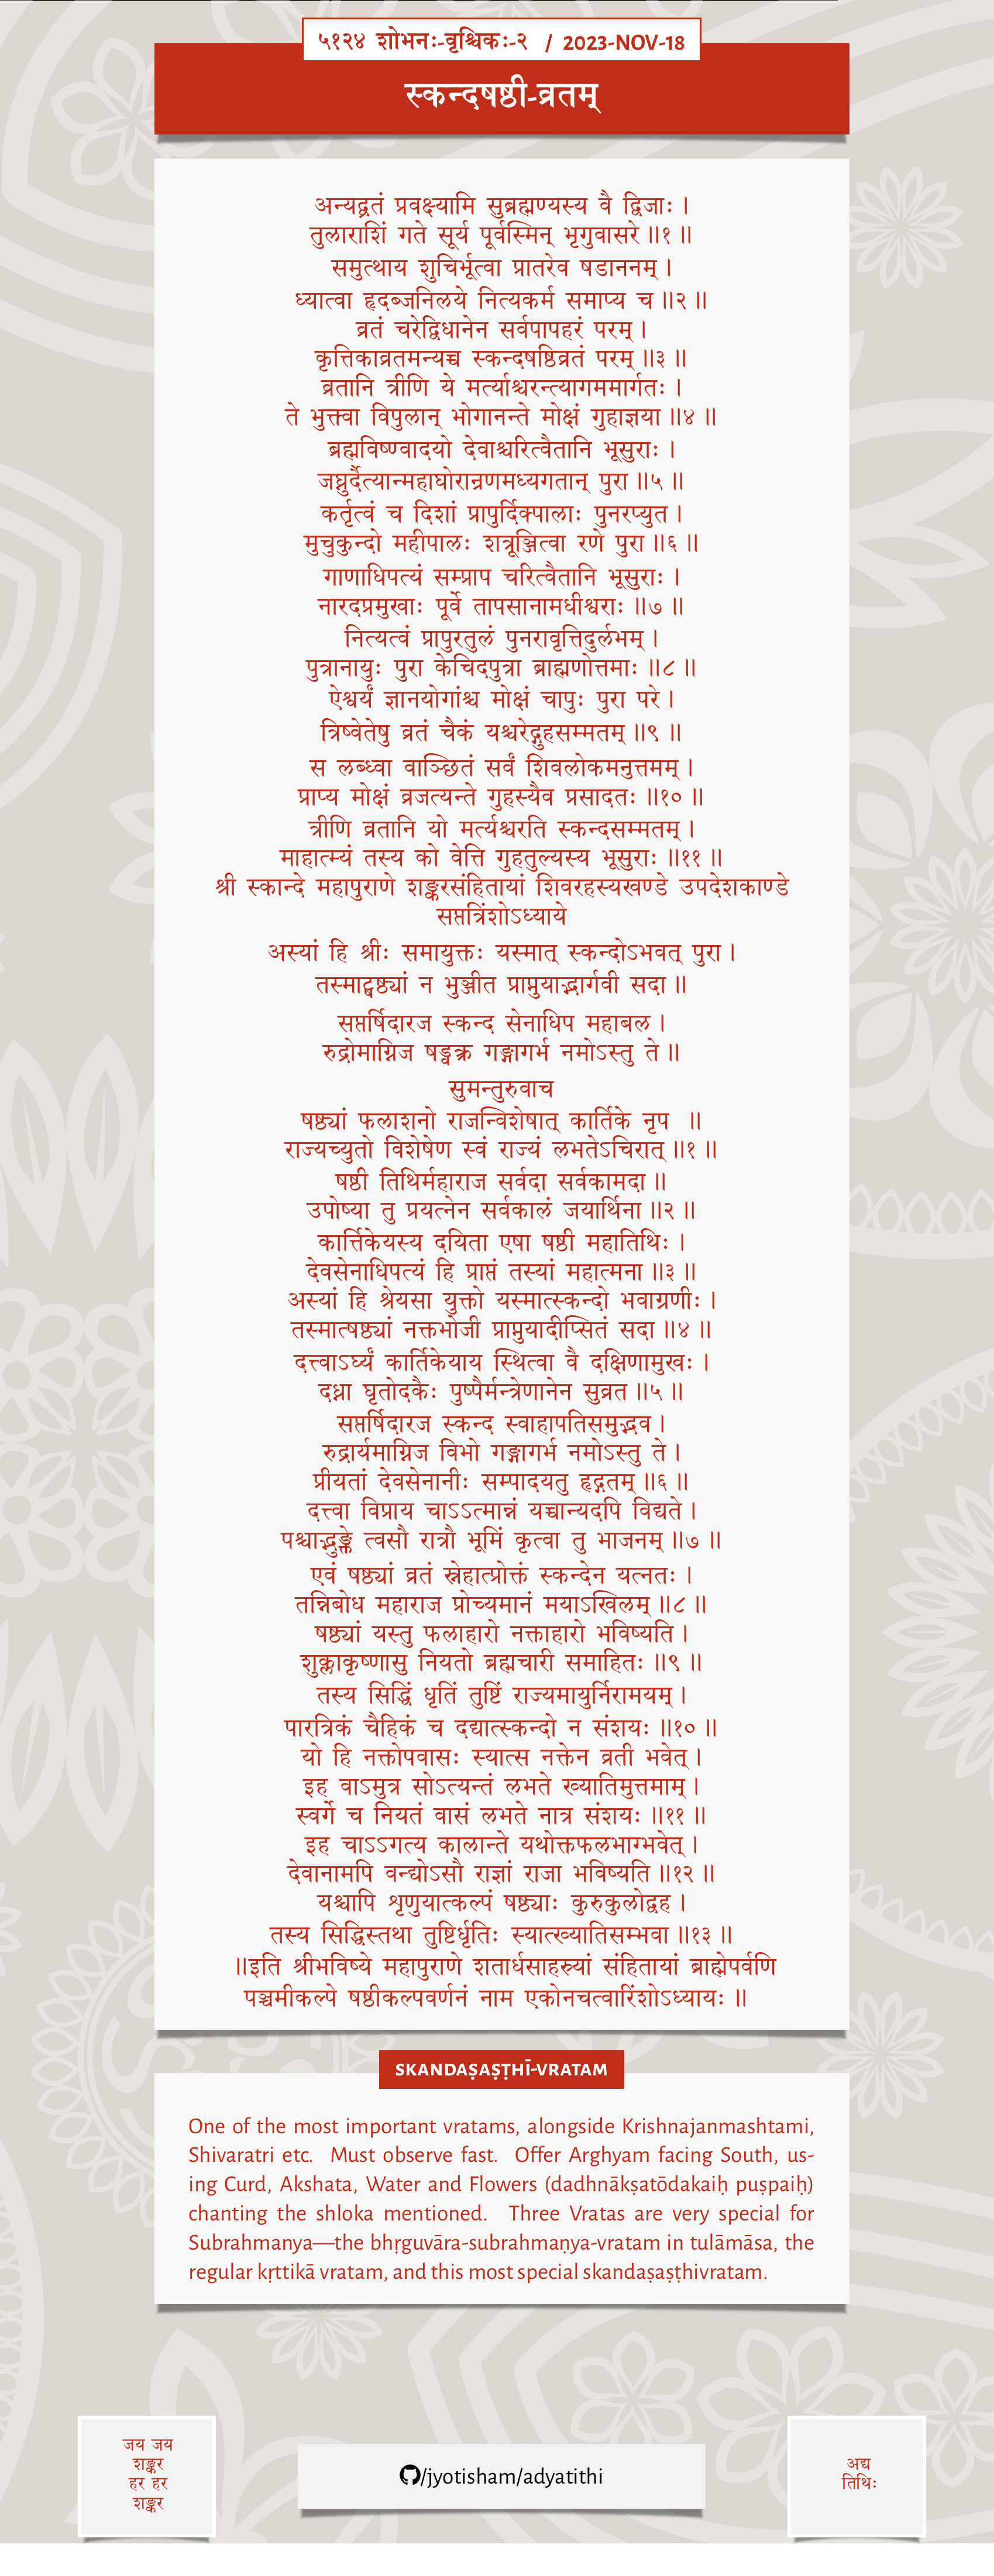 ५१२४ शोभनः-वृश्चिकः-२ / 2023-NOV-18
स्कन्दषष्ठी-व्रतम्
अन्यद्व्रतं प्रवक्ष्यामि सुब्रह्मण्यस्य वै द्विजाः ।
तुलाराशिं गते सूर्य पूर्वस्मिन् भृगुवासरे ॥१॥
समुत्थाय शुचिर्भूत्वा प्रातरेव षडाननम् ।
ध्यात्वा हृदब्जनिलये नित्यकर्म समाप्य च ॥२॥
व्रतं चरेद्विधानेन सर्वपापहरं परम् ।
कृत्तिकाव्रतमन्यच्च स्कन्दषष्ठिव्रतं परम् ॥३॥
व्रतानि त्रीणि ये मर्त्याश्चरन्त्यागममार्गतः ।
ते भुक्त्वा विपुलान् भोगानन्ते मोक्षं गुहाज्ञया ॥४॥
ब्रह्मविष्ण्वादयो देवाश्चरित्वैतानि भूसुराः ।
जघ्नुर्दैत्यान्महाघोरान्रणमध्यगतान् पुरा ॥५॥
कर्तृत्वं च दिशां प्रापुर्दिक्पालाः पुनरप्युत ।
मुचुकुन्दो महीपालः शत्रूञ्जित्वा रणे पुरा ॥६॥
गाणाधिपत्यं सम्प्राप चरित्वैतानि भूसुराः ।
नारदप्रमुखाः पूर्वे तापसानामधीश्वराः ॥७॥
नित्यत्वं प्रापुरतुलं पुनरावृत्तिदुर्लभम् ।
पुत्रानायुः पुरा केचिदपुत्रा ब्राह्मणोत्तमाः ॥८॥
ऐश्वर्यं ज्ञानयोगांश्च मोक्षं चापुः पुरा परे ।
त्रिष्वेतेषु व्रतं चैकं यश्चरेद्गुहसम्मतम् ॥९॥
स लब्ध्वा वाञ्छितं सर्वं शिवलोकमनुत्तमम् ।
प्राप्य मोक्षं व्रजत्यन्ते गुहस्यैव प्रसादतः ॥१०॥
त्रीणि व्रतानि यो मर्त्यश्चरति स्कन्दसम्मतम् ।
माहात्म्यं तस्य को वेत्ति गुहतुल्यस्य भूसुराः ॥११॥
श्री स्कान्दे महापुराणे शङ्करसंहितायां शिवरहस्यखण्डे उपदेशकाण्डे
सप्तत्रिंशोऽध्याये
अस्यां हि श्रीः समायुक्तः यस्मात् स्कन्दोऽभवत् पुरा ।
तस्मात्षष्ठ्यां न भुञ्जीत प्राप्नुयाद्भार्गवी सदा ॥
सप्तर्षिदारज स्कन्द सेनाधिप महाबल ।
रुद्रोमाग्निज षड्वक्त्र गङ्गागर्भ नमोऽस्तु ते ॥
सुमन्तुरुवाच
षष्ठ्यां फलाशनो राजन्विशेषात् कार्तिके नृप ॥
राज्यच्युतो विशेषेण स्वं राज्यं लभतेऽचिरात् ॥१॥
षष्ठी तिथिर्महाराज सर्वदा सर्वकामदा ॥
उपोष्या तु प्रयत्नेन सर्वकालं जयार्थिना ॥२॥
कार्त्तिकेयस्य दयिता एषा षष्ठी महातिथिः ।
देवसेनाधिपत्यं हि प्राप्तं तस्यां महात्मना ॥३॥
अस्यां हि श्रेयसा युक्तो यस्मात्स्कन्दो भवाग्रणीः ।
तस्मात्षष्ठ्यां नक्तभोजी प्राप्नुयादीप्सितं सदा ॥४॥
दत्त्वाऽर्घ्यं कार्तिकेयाय स्थित्वा वै दक्षिणामुखः ।
दध्ना घृतोदकैः पुष्पैर्मन्त्रेणानेन सुव्रत ॥५॥
सप्तर्षिदारज स्कन्द स्वाहापतिसमुद्भव ।
रुद्रार्यमाग्निज विभो गङ्गागर्भ नमोऽस्तु ते ।
प्रीयतां देवसेनानीः सम्पादयतु हृद्गतम् ॥६॥
दत्त्वा विप्राय चाऽऽत्मान्नं यच्चान्यदपि विद्यते ।
पश्चाद्भुङ्क्ते त्वसौ रात्रौ भूमिं कृत्वा तु भाजनम् ॥७॥
एवं षष्ठ्यां व्रतं स्नेहात्प्रोक्तं स्कन्देन यत्नतः ।
तन्निबोध महाराज प्रोच्यमानं मयाऽखिलम् ॥८॥
षष्ठ्यां यस्तु फलाहारो नक्ताहारो भविष्यति ।
शुक्लाकृष्णासु नियतो ब्रह्मचारी समाहितः ॥९॥
तस्य सिद्धिं धृतिं तुष्टिं राज्यमायुर्निरामयम् ।
पारत्रिकं चैहिकं च दद्यात्स्कन्दो न संशयः ॥१०॥
यो हि नक्तोपवासः स्यात्स नक्तेन व्रती भवेत् ।
इह वाऽमुत्र सोऽत्यन्तं लभते ख्यातिमुत्तमाम् ।
स्वर्गे च नियतं वासं लभते नात्र संशयः ॥११॥
इह चाऽऽगत्य कालान्ते यथोक्तफलभाग्भवेत् ।
देवानामपि वन्द्योऽसौ राज्ञां राजा भविष्यति ॥१२॥
यश्चापि शृणुयात्कल्पं षष्ठ्याः कुरुकुलोद्वह ।
तस्य सिद्धिस्तथा तुष्टिर्धृतिः स्यात्ख्यातिसम्भवा ॥१३॥
॥इति श्रीभविष्ये महापुराणे शतार्धसाहस्र्यां संहितायां ब्राह्मेपर्वणि
पञ्चमीकल्पे षष्ठीकल्पवर्णनं नाम एकोनचत्वारिंशोऽध्यायः ॥
SKANDAṢAṢṬHĪ-VRATAM
One of the most important vratams, alongside Krishnajanmashtami,
Shivaratri etc. Must observe fast. Offer Arghyam facing South, us-
ing Curd, Akshata, Water and Flowers (dadhnākṣatōdakaiḥ puṣpaiḥ)
chanting the shloka mentioned. Three Vratas are very special for
Subrahmanya—the bhṛguvāra-subrahmaṇya-vratam in tulāmāsa, the
regular kṛttikā vratam, and this most special skandaṣaṣṭhivratam.
जय जय
शङ्कर
हर हर
शङ्कर
/jyotisham/adyatithi
अद्य
तिथिः